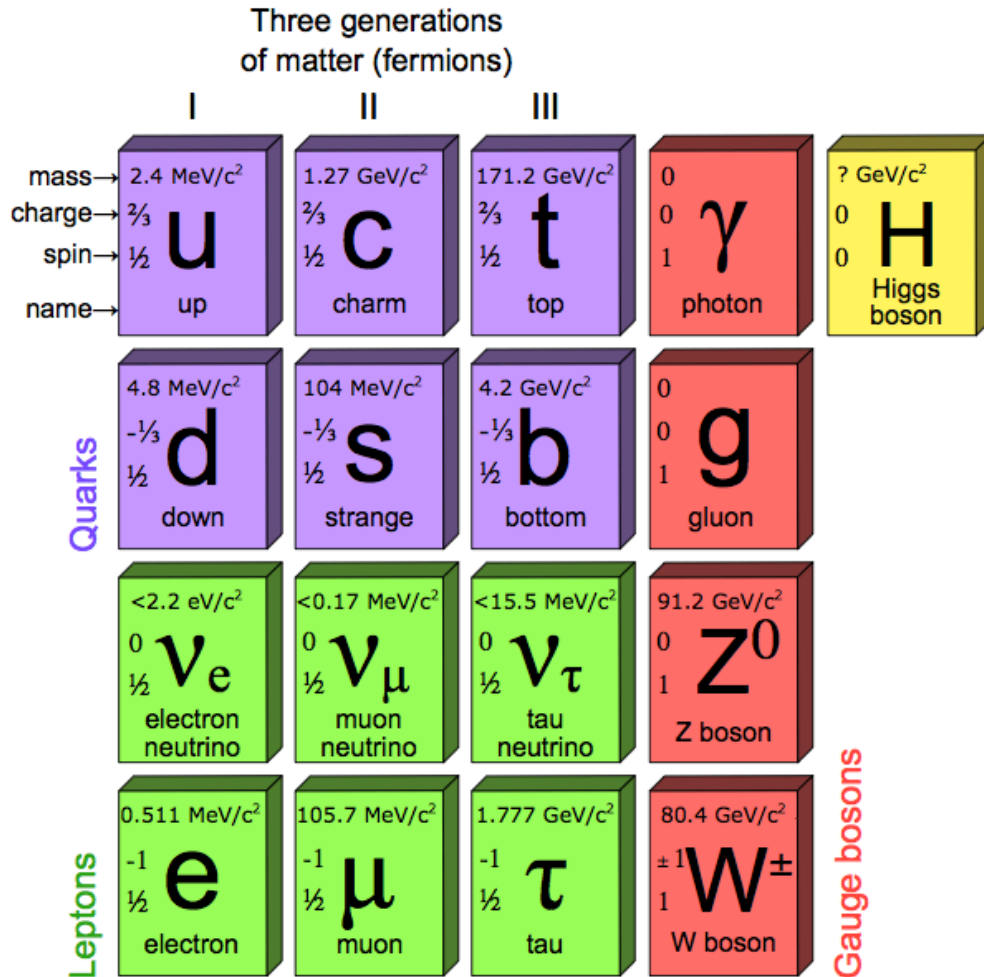 Three generations
of matter (fermions)
I II III
mass→
charge→
spin→
name→
2.4 MeV/c²
⅔
½
u
up
1.27 GeV/c²
⅔
½
c
charm
171.2 GeV/c²
⅔
½
t
top
0
0
1
γ
photon
? GeV/c²
0
0
H
Higgs
boson
Quarks
4.8 MeV/c²
-⅓
½
d
down
104 MeV/c²
-⅓
½
s
strange
4.2 GeV/c²
-⅓
½
b
bottom
0
0
1
g
gluon
<2.2 eV/c²
0
½
νe
electron
neutrino
<0.17 MeV/c²
0
½
νμ
muon
neutrino
<15.5 MeV/c²
0
½
ντ
tau
neutrino
91.2 GeV/c²
0
1
Z⁰
Z boson
Leptons
0.511 MeV/c²
-1
½
e
electron
105.7 MeV/c²
-1
½
μ
muon
1.777 GeV/c²
-1
½
τ
tau
80.4 GeV/c²
±1
1
W±
W boson
Gauge bosons